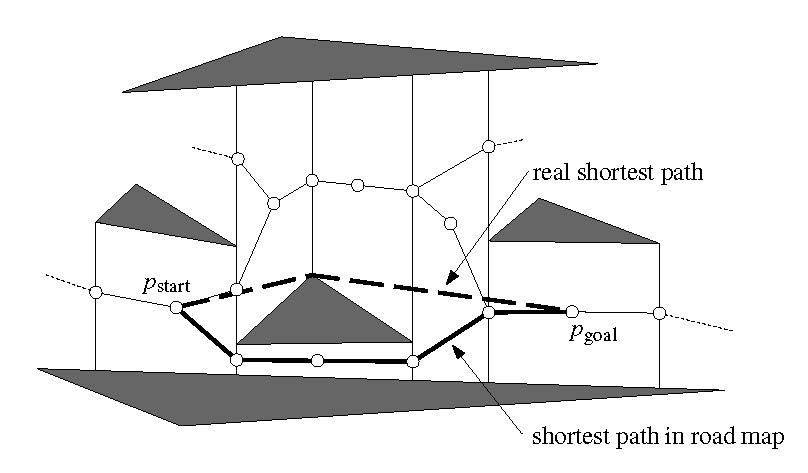 real shortest path
pstart
pgoal
shortest path in road map